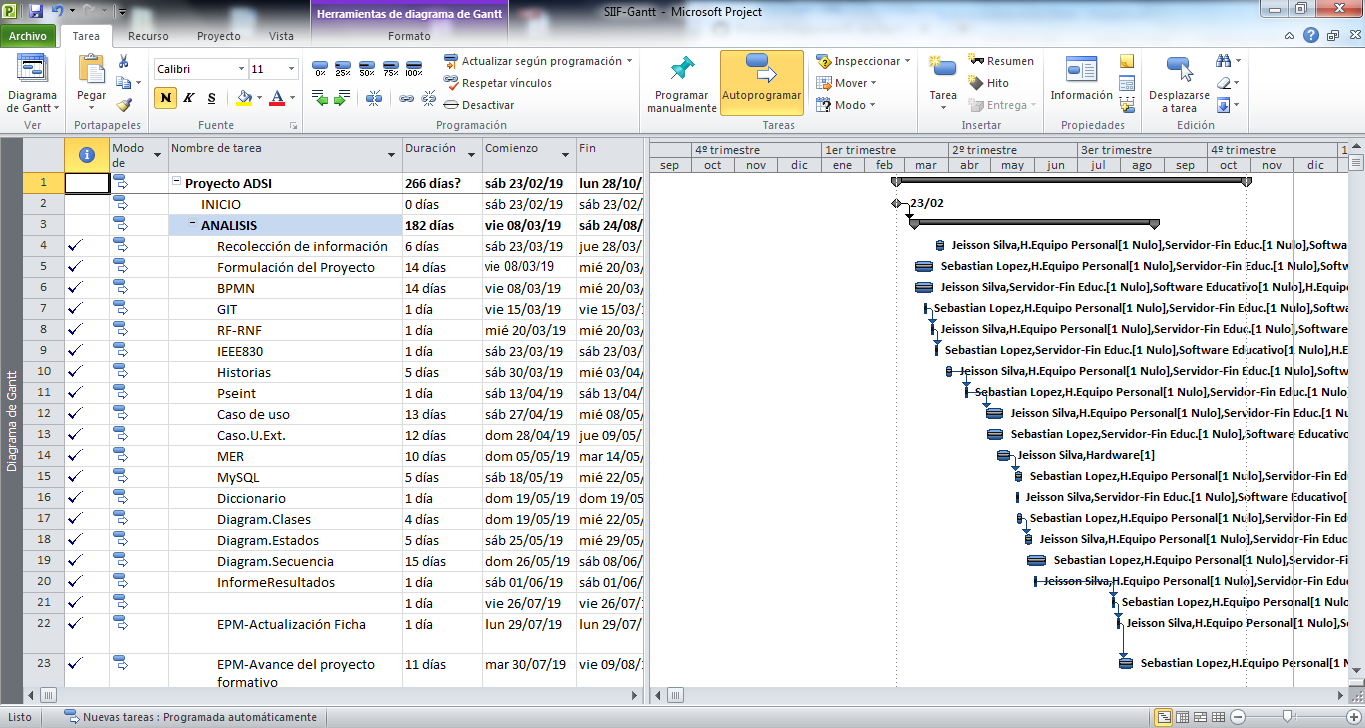 Herramientas de diagrama de Gantt
SIIF-Gantt - Microsoft Project
Archivo Tarea Recurso Proyecto Vista Formato
Diagrama de Gantt
Ver
Pegar
Portapapeles
Calibri 11
N K S
Fuente
0% 25% 50% 75% 100%
Actualizar según programación
Respetar vínculos
Desactivar
Programación
Programar manualmente
Autoprogramar
Inspeccionar
Mover
Modo
Tareas
Tarea
Resumen
Hito
Entrega
Insertar
Información
Propiedades
Desplazarse a tarea
Edición
Modo de Nombre de tarea Duración Comienzo Fin
4º trimestre 1er trimestre 2º trimestre 3er trimestre 4º trimestre 1
sep oct nov dic ene feb mar abr may jun jul ago sep oct nov dic
1 Proyecto ADSI 266 días? sáb 23/02/19 lun 28/10/
2 INICIO 0 días sáb 23/02/19 sáb 23/02/ 23/02
3 ANALISIS 182 días vie 08/03/19 sáb 24/08/
4 Recolección de información 6 días sáb 23/03/19 jue 28/03/ Jeisson Silva,H.Equipo Personal[1 Nulo],Servidor-Fin Educ.[1 Nulo],Softwa
5 Formulación del Proyecto 14 días vie 08/03/19 mié 20/03/ Sebastian Lopez,H.Equipo Personal[1 Nulo],Servidor-Fin Educ.[1 Nulo],Softw
6 BPMN 14 días vie 08/03/19 mié 20/03/ Jeisson Silva,Servidor-Fin Educ.[1 Nulo],Software Educativo[1 Nulo],H.Equip
7 GIT 1 día vie 15/03/19 vie 15/03/1 Sebastian Lopez,H.Equipo Personal[1 Nulo],Servidor-Fin Educ.[1 Nulo],Softwa
8 RF-RNF 1 día mié 20/03/19 mié 20/03/ Jeisson Silva,H.Equipo Personal[1 Nulo],Servidor-Fin Educ.[1 Nulo],Software
9 IEEE830 1 día sáb 23/03/19 sáb 23/03/ Sebastian Lopez,Servidor-Fin Educ.[1 Nulo],Software Educativo[1 Nulo],H.E
10 Historias 5 días sáb 30/03/19 mié 03/04/ Jeisson Silva,H.Equipo Personal[1 Nulo],Servidor-Fin Educ.[1 Nulo],Softw
11 Pseint 1 día sáb 13/04/19 sáb 13/04/ Sebastian Lopez,H.Equipo Personal[1 Nulo],Servidor-Fin Educ.[1 Nulo],
12 Caso de uso 13 días sáb 27/04/19 mié 08/05/ Jeisson Silva,H.Equipo Personal[1 Nulo],Servidor-Fin Educ.[1 Nu
13 Caso.U.Ext. 12 días dom 28/04/19 jue 09/05/ Sebastian Lopez,Servidor-Fin Educ.[1 Nulo],Software Educativo
14 MER 10 días dom 05/05/19 mar 14/05/ Jeisson Silva,Hardware[1]
15 MySQL 5 días sáb 18/05/19 mié 22/05/ Sebastian Lopez,H.Equipo Personal[1 Nulo],Servidor-Fin Edu
16 Diccionario 1 día dom 19/05/19 dom 19/05/ Jeisson Silva,Servidor-Fin Educ.[1 Nulo],Software Educativo[
17 Diagram.Clases 4 días dom 19/05/19 mié 22/05/ Sebastian Lopez,H.Equipo Personal[1 Nulo],Servidor-Fin Ed
18 Diagram.Estados 5 días sáb 25/05/19 mié 29/05/ Jeisson Silva,H.Equipo Personal[1 Nulo],Servidor-Fin Edu
19 Diagram.Secuencia 15 días dom 26/05/19 sáb 08/06/ Sebastian Lopez,H.Equipo Personal[1 Nulo],Servidor-Fin
20 InformeResultados 1 día sáb 01/06/19 sáb 01/06/ Jeisson Silva,H.Equipo Personal[1 Nulo],Servidor-Fin Edu
21 1 día vie 26/07/19 vie 26/07/1 Sebastian Lopez,H.Equipo Personal[1 Nulo
22 EPM-Actualización Ficha 1 día lun 29/07/19 lun 29/07/ Jeisson Silva,H.Equipo Personal[1 Nulo],S
23 EPM-Avance del proyecto formativo 11 días mar 30/07/19 vie 09/08/ Sebastian Lopez,H.Equipo Personal[1 N
Diagrama de Gantt
Listo Nuevas tareas : Programada automáticamente